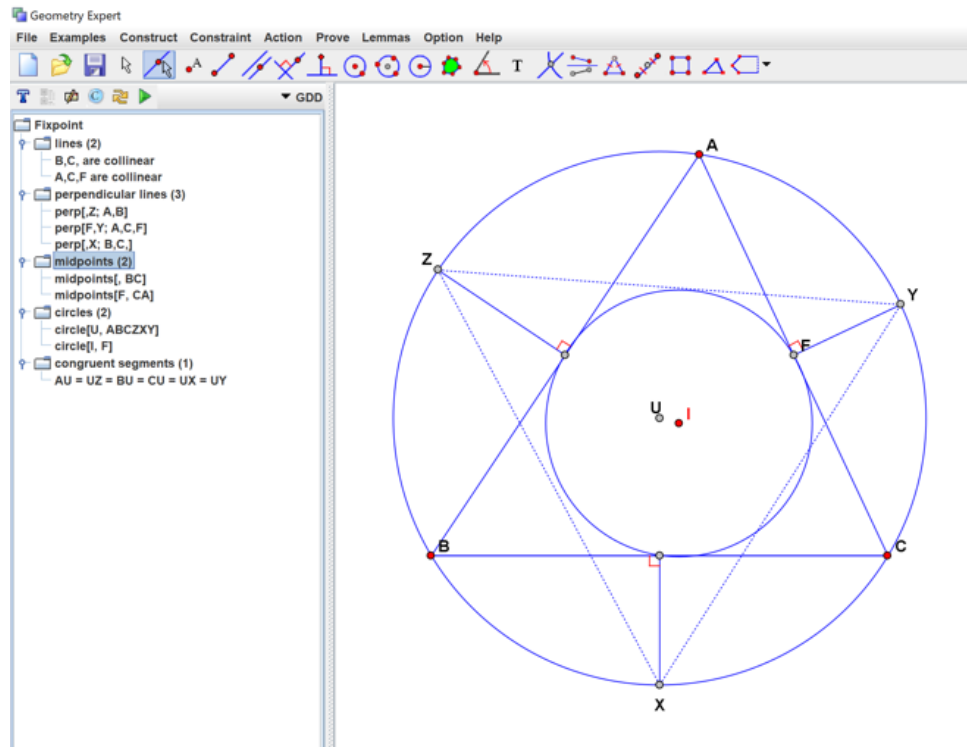 Geometry Expert
File Examples Construct Constraint Action Prove Lemmas Option Help
A T
GDD
Fixpoint
lines (2)
B,C, are collinear
A,C,F are collinear
perpendicular lines (3)
perp[,Z; A,B]
perp[F,Y; A,C,F]
perp[,X; B,C,]
midpoints (2)
midpoints[, BC]
midpoints[F, CA]
circles (2)
circle[U, ABCZXY]
circle[I, F]
congruent segments (1)
AU = UZ = BU = CU = UX = UY
A
Z
Y
F
U I
B C
X